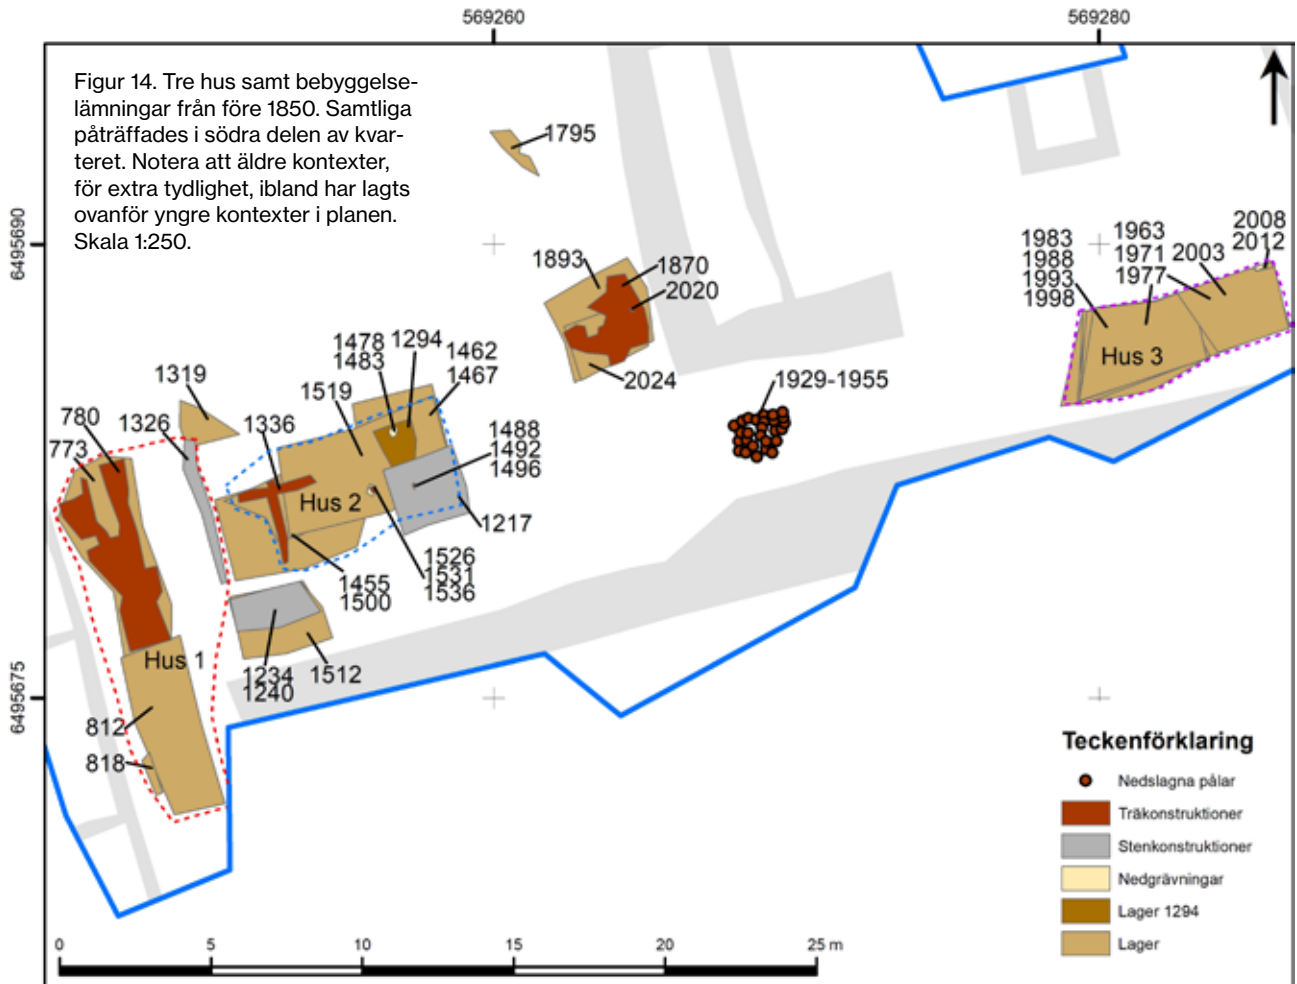 569260
569280
Figur 14. Tre hus samt bebyggelse-
lämningar från före 1850. Samtliga
påträffades i södra delen av kvar-
teret. Notera att äldre kontexter,
för extra tydlighet, ibland har lagts
ovanför yngre kontexter i planen.
Skala 1:250.
6495690
6495675
1795
1893
1870
2020
2024
1983
1988
1993
1998
1963
1971
1977
2003
2008
2012
Hus 3
1929-1955
1478
1483
1294
1462
1467
1519
1319
1326
1336
780
773
1488
1492
1496
Hus 2
1217
1526
1531
1536
1455
1500
Hus 1
1234
1240
1512
812
818
Teckenförklaring
Nedslagna pålar
Träkonstruktioner
Stenkonstruktioner
Nedgrävningar
Lager 1294
Lager
0 5 10 15 20 25 m